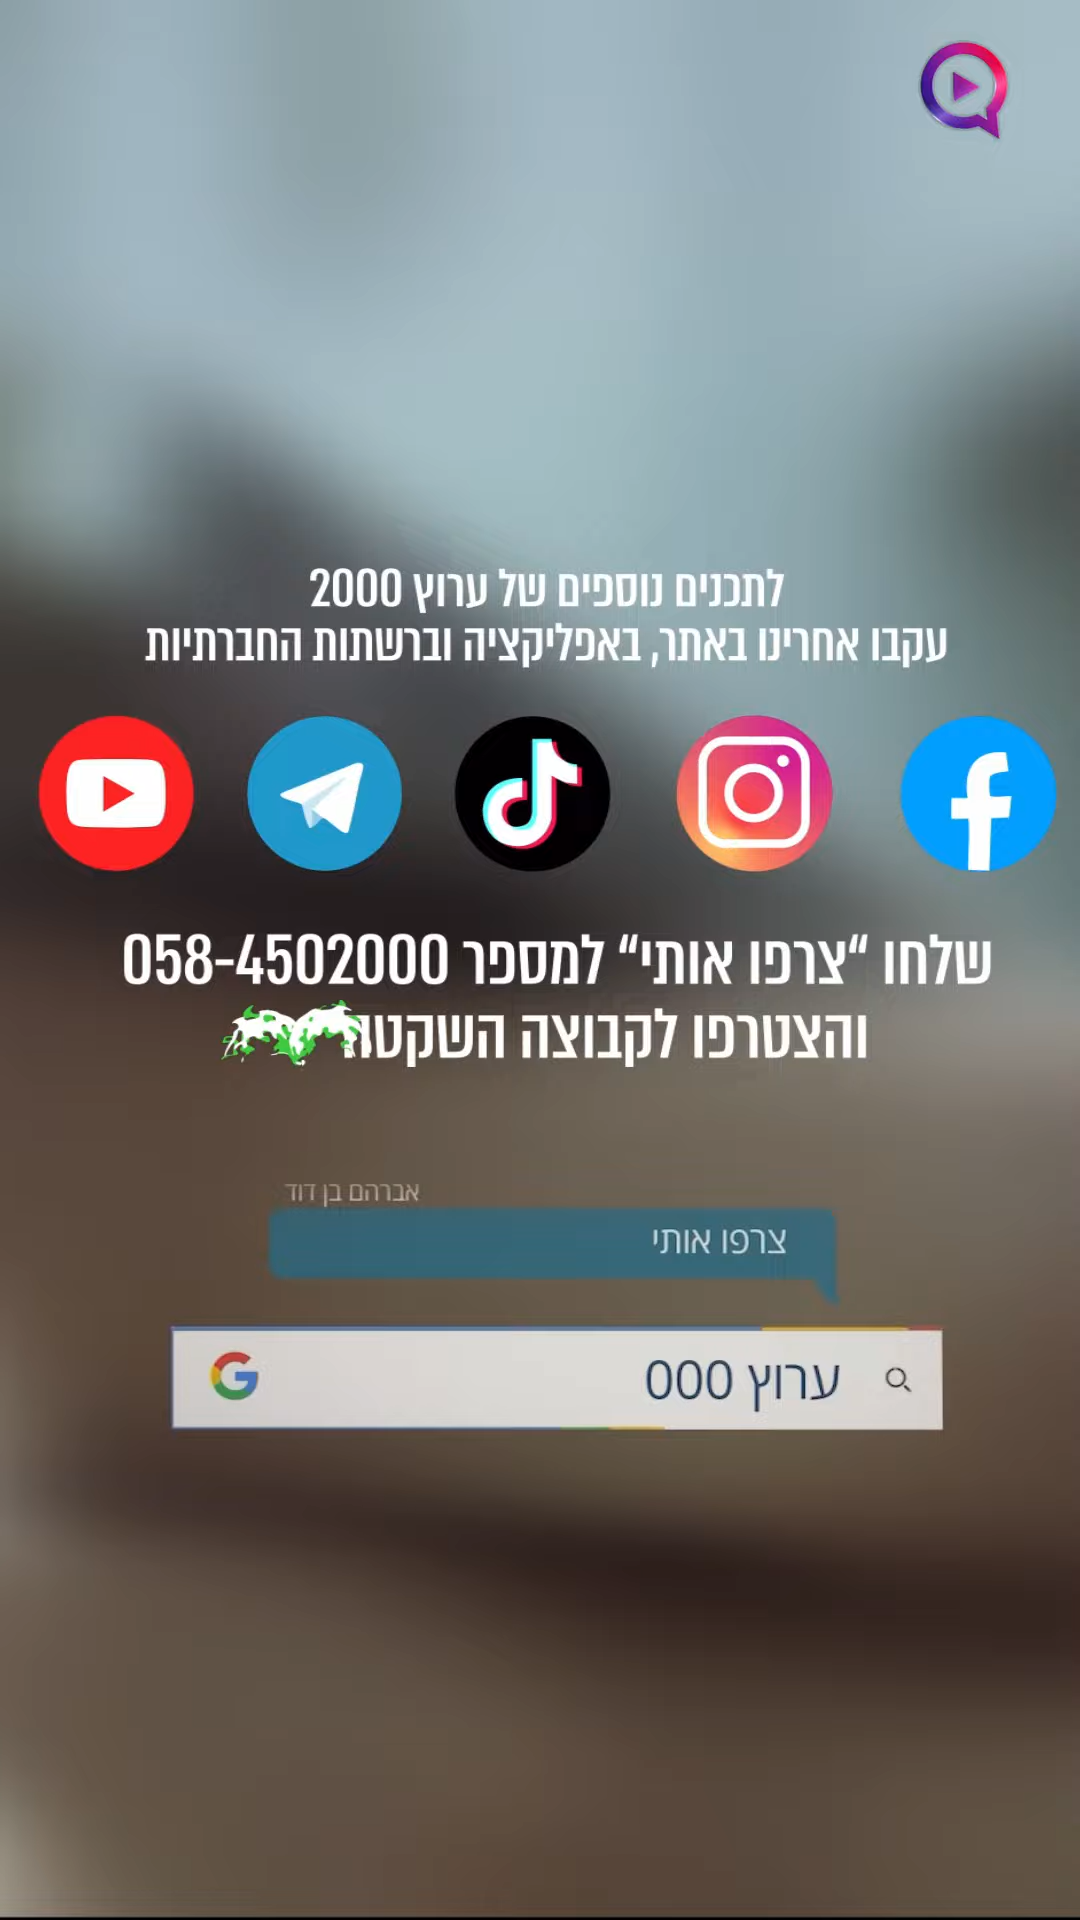 לתכנים נוספים של ערוץ 2000
עקבו אחרינו באתר, באפליקציה וברשתות החברתיות
שלחו "צרפו אותי" למספר 058-4502000
והצטרפו לקבוצה השקטה
אברהם בן דוד
צרפו אותי
ערוץ 000